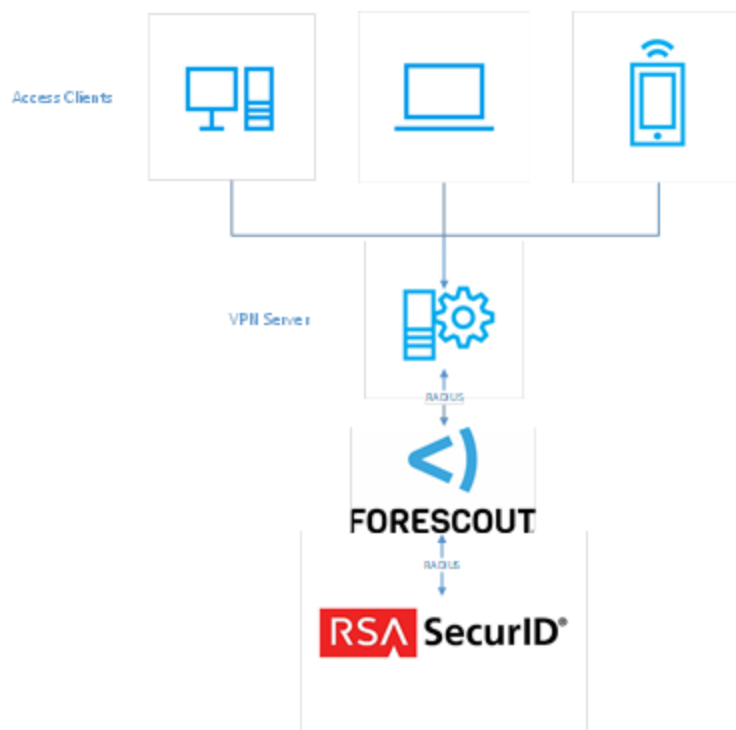 Access Clients
VPN Server
RADIUS
FORESCOUT
RADIUS
RSA SecurID®